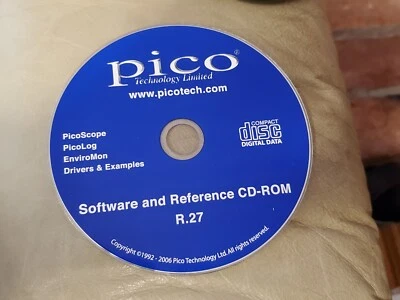 pico
Technology Limited
www.picotech.com
PicoScope
PicoLog
EnviroMon
Drivers & Examples
COMPACT
disc
DIGITAL DATA
Software and Reference CD-ROM
R.27
Copyright ©1992 - 2006 Pico Technology Ltd. All rights reserved.